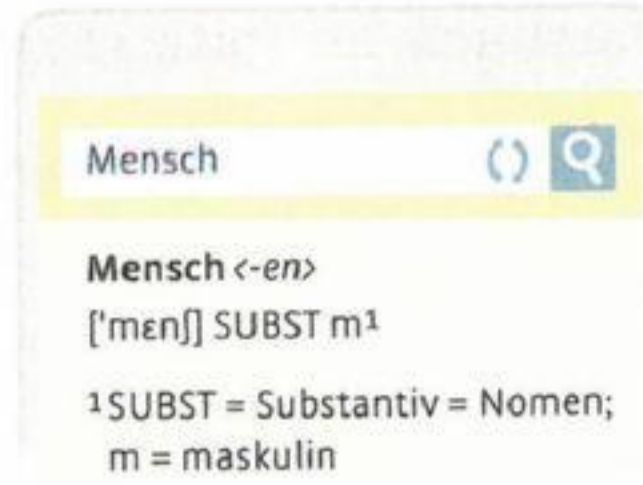 Mensch
Mensch <-en>
['mɛnʃ] SUBST m¹
¹SUBST = Substantiv = Nomen;
m = maskulin